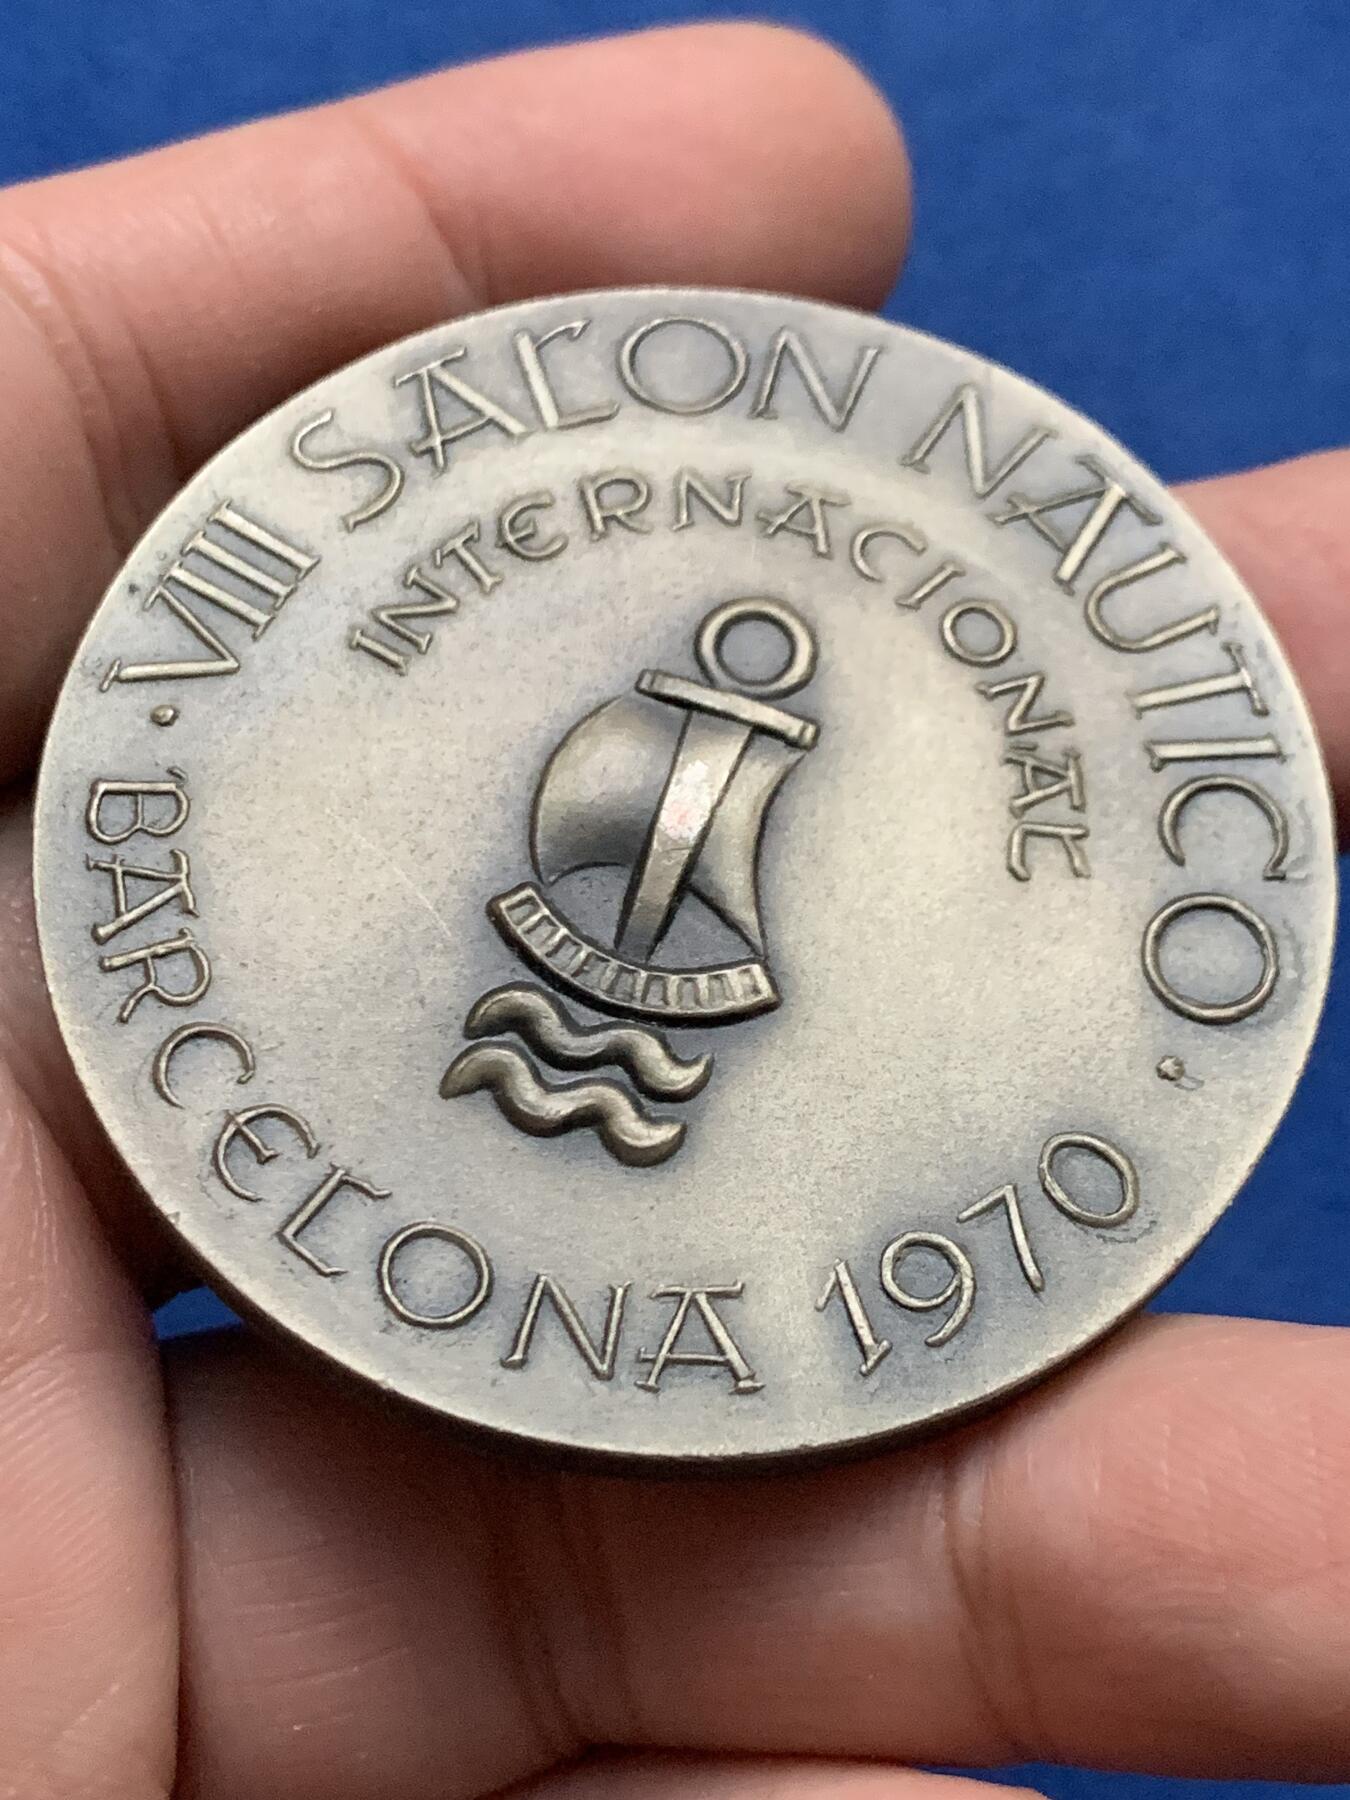 · VIII SALON NAUTICO ·
INTERNACIONAL
BARCELONA 1970